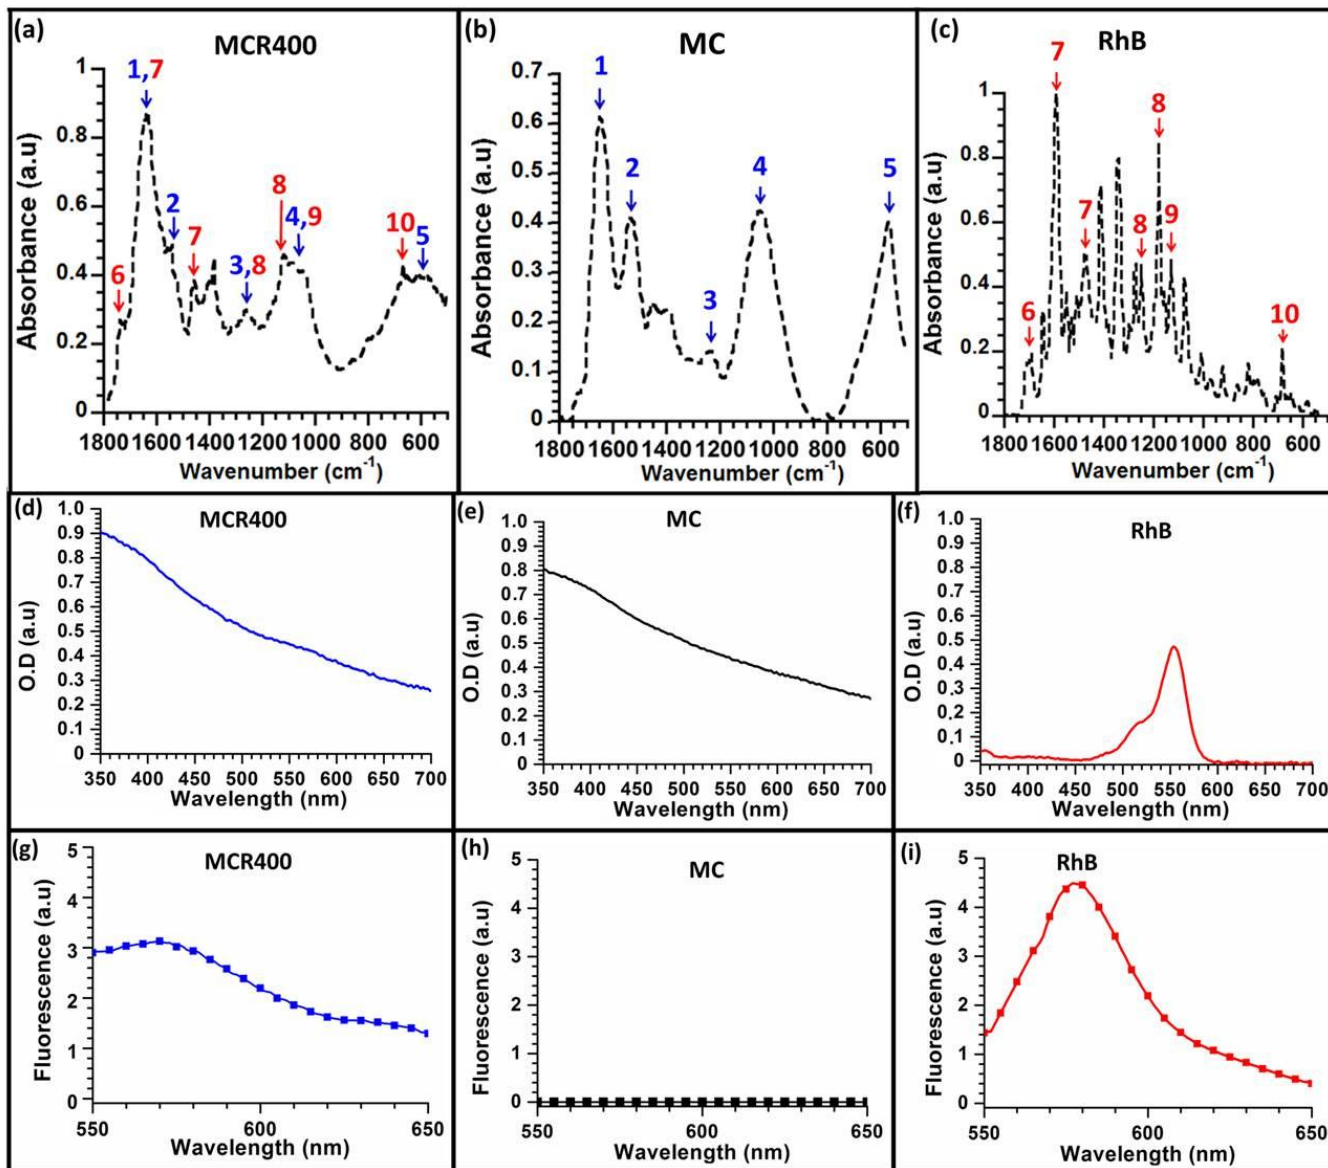 (a) MCR400
1,7
2
6
7
3,8
8
4,9
10
5
1
0.8
0.6
0.4
0.2
0
Absorbance (a.u)
1800 1600 1400 1200 1000 800 600
Wavenumber (cm-1)
(b) MC
1
2
3
4
5
0.7
0.6
0.5
0.4
0.3
0.2
0.1
0
Absorbance (a.u)
1800 1600 1400 1200 1000 800 600
Wavenumber (cm-1)
(c) RhB
7
8
7
8
9
6
10
1
0.8
0.6
0.4
0.2
0
Absorbance (a.u)
1800 1600 1400 1200 1000 800 600
Wavenumber (cm-1)
(d) MCR400
1.0
0.9
0.8
0.7
0.6
0.5
0.4
0.3
0.2
0.1
0
O.D (a.u)
350 400 450 500 550 600 650 700
Wavelength (nm)
(e) MC
1.0
0.9
0.8
0.7
0.6
0.5
0.4
0.3
0.2
0.1
0
O.D (a.u)
350 400 450 500 550 600 650 700
Wavelength (nm)
(f) RhB
1.0
0.9
0.8
0.7
0.6
0.5
0.4
0.3
0.2
0.1
0
O.D (a.u)
350 400 450 500 550 600 650 700
Wavelength (nm)
(g) MCR400
5
4
3
2
1
0
Fluorescence (a.u)
550 600 650
Wavelength (nm)
(h) MC
5
4
3
2
1
0
Fluorescence (a.u)
550 600 650
Wavelength (nm)
(i) RhB
5
4
3
2
1
0
Fluorescence (a.u)
550 600 650
Wavelength (nm)